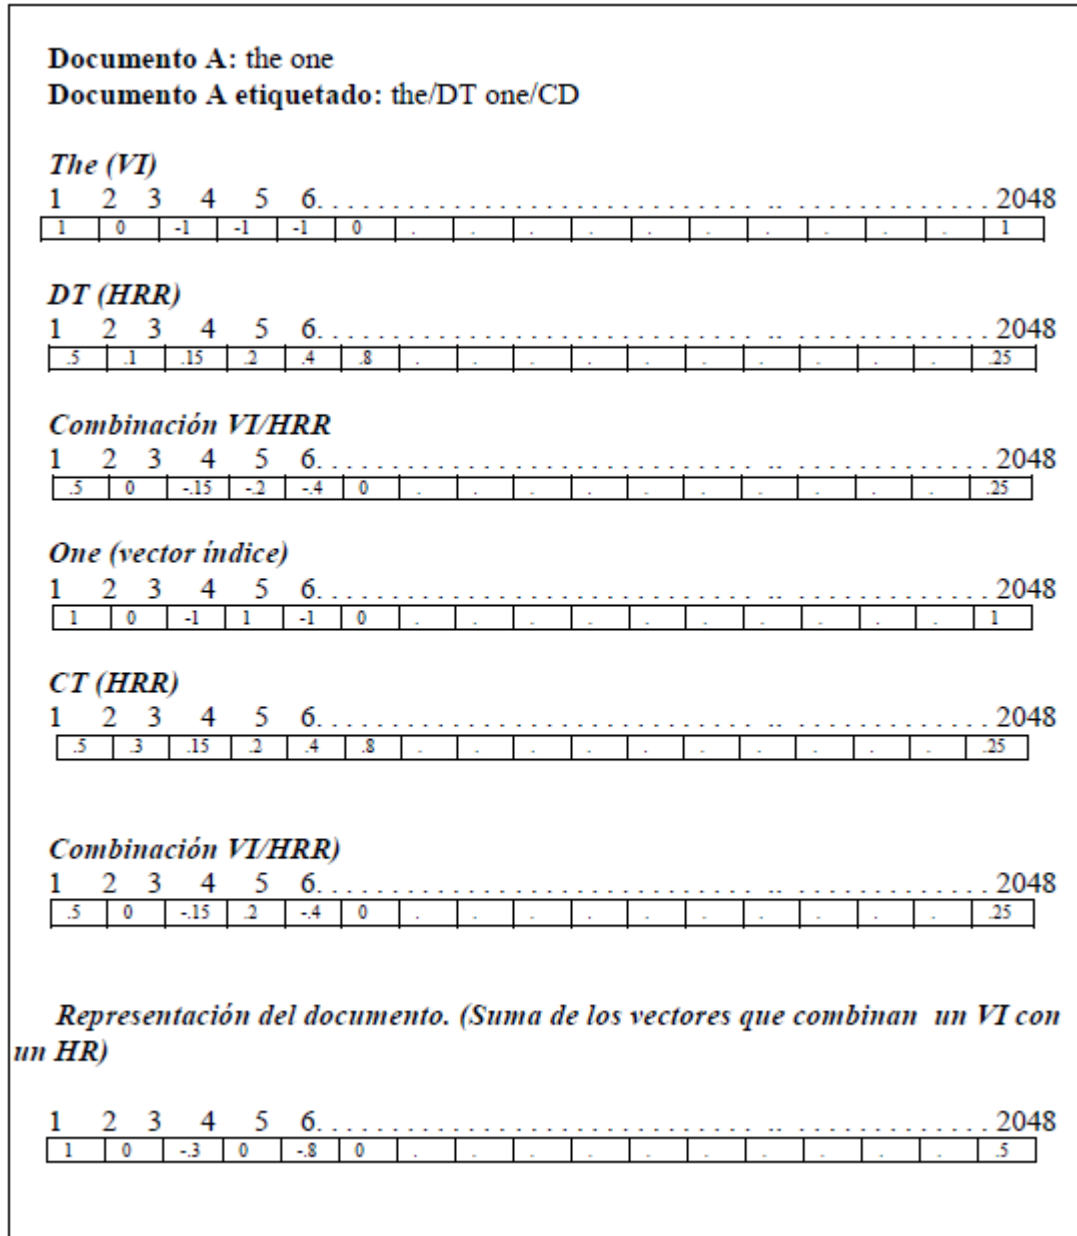 Documento A: the one
Documento A etiquetado: the/DT one/CD
The (VI)
1 2 3 4 5 6. . . . . . . . . . . . . . . . . . . . . . . . . . . . . . . . . .. . . . . . . . . . . . . . . 2048
1 0 -1 -1 -1 0 . . . . . . . . . . 1
DT (HRR)
1 2 3 4 5 6. . . . . . . . . . . . . . . . . . . . . . . . . . . . . . . . . .. . . . . . . . . . . . . . . 2048
.5 .1 .15 .2 .4 .8 . . . . . . . . . . .25
Combinación VI/HRR
1 2 3 4 5 6. . . . . . . . . . . . . . . . . . . . . . . . . . . . . . . . . .. . . . . . . . . . . . . . . 2048
.5 0 -.15 -.2 -.4 0 . . . . . . . . . . .25
One (vector índice)
1 2 3 4 5 6. . . . . . . . . . . . . . . . . . . . . . . . . . . . . . . . . .. . . . . . . . . . . . . . . 2048
1 0 -1 1 -1 0 . . . . . . . . . . 1
CT (HRR)
1 2 3 4 5 6. . . . . . . . . . . . . . . . . . . . . . . . . . . . . . . . . .. . . . . . . . . . . . . . . 2048
.5 .3 .15 .2 .4 .8 . . . . . . . . . . .25
Combinación VI/HRR)
1 2 3 4 5 6. . . . . . . . . . . . . . . . . . . . . . . . . . . . . . . . . .. . . . . . . . . . . . . . . 2048
.5 0 -.15 .2 -.4 0 . . . . . . . . . . .25
Representación del documento. (Suma de los vectores que combinan un VI con
un HR)
1 2 3 4 5 6. . . . . . . . . . . . . . . . . . . . . . . . . . . . . . . . . .. . . . . . . . . . . . . . . 2048
1 0 -.3 0 -.8 0 . . . . . . . . . . .5